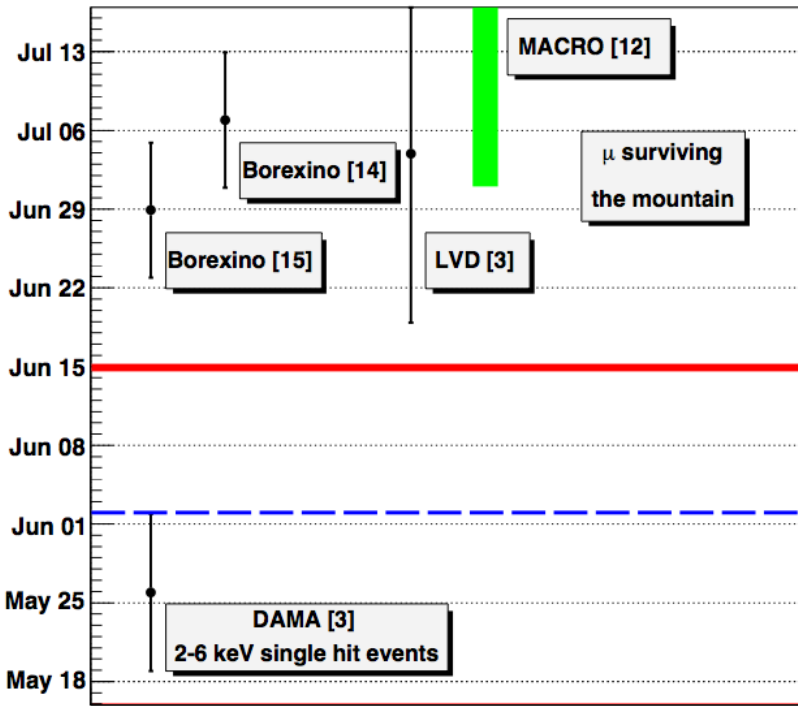 Jul 13
Jul 06
Jun 29
Jun 22
Jun 15
Jun 08
Jun 01
May 25
May 18
MACRO [12]
μ surviving
the mountain
Borexino [14]
Borexino [15]
LVD [3]
DAMA [3]
2-6 keV single hit events